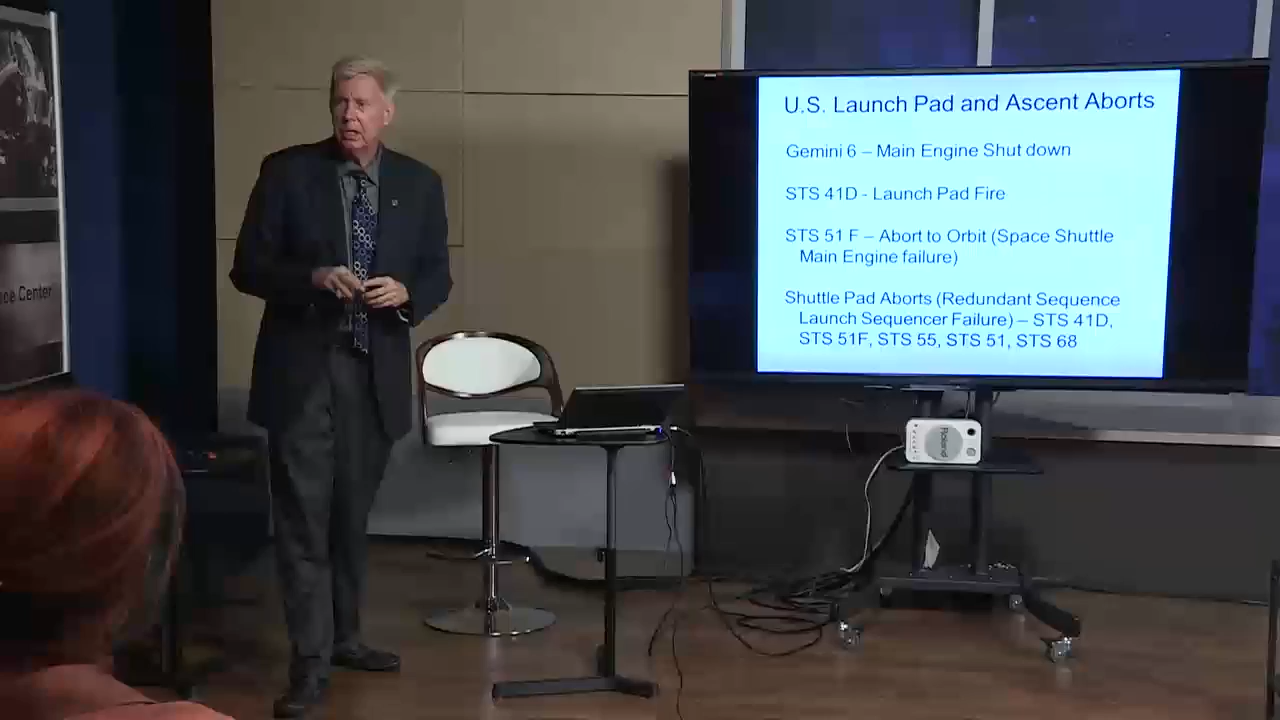 U.S. Launch Pad and Ascent Aborts
Gemini 6 – Main Engine Shut down
STS 41D - Launch Pad Fire
STS 51 F – Abort to Orbit (Space Shuttle
Main Engine failure)
Shuttle Pad Aborts (Redundant Sequence
Launch Sequencer Failure) – STS 41D,
STS 51F, STS 55, STS 51, STS 68
Center
Roland